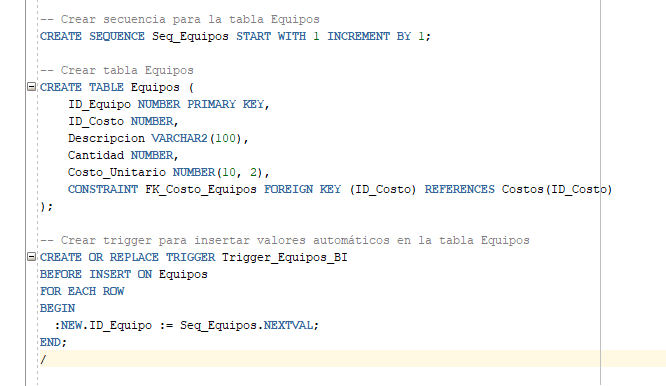 -- Crear secuencia para la tabla Equipos
CREATE SEQUENCE Seq_Equipos START WITH 1 INCREMENT BY 1;
-- Crear tabla Equipos
CREATE TABLE Equipos (
ID_Equipo NUMBER PRIMARY KEY,
ID_Costo NUMBER,
Descripcion VARCHAR2(100),
Cantidad NUMBER,
Costo_Unitario NUMBER(10, 2),
CONSTRAINT FK_Costo_Equipos FOREIGN KEY (ID_Costo) REFERENCES Costos(ID_Costo)
);
-- Crear trigger para insertar valores automáticos en la tabla Equipos
CREATE OR REPLACE TRIGGER Trigger_Equipos_BI
BEFORE INSERT ON Equipos
FOR EACH ROW
BEGIN
:NEW.ID_Equipo := Seq_Equipos.NEXTVAL;
END;
/